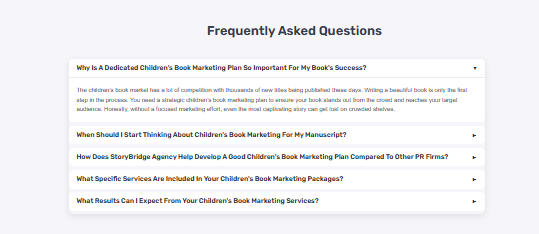 Frequently Asked Questions
Why Is A Dedicated Children's Book Marketing Plan So Important For My Book's Success?
The children's book market has a lot of competition with thousands of new titles being published these days. Writing a beautiful book is only the first
step in the process. You need a strategic children's book marketing plan to ensure your book stands out from the crowd and reaches your target
audience. Honestly, without a focused marketing effort, even the most captivating story can get lost on crowded shelves.
When Should I Start Thinking About Children's Book Marketing For My Manuscript?
How Does StoryBridge Agency Help Develop A Good Children's Book Marketing Plan Compared To Other PR Firms?
What Specific Services Are Included In Your Children's Book Marketing Packages?
What Results Can I Expect From Your Children's Book Marketing Services?